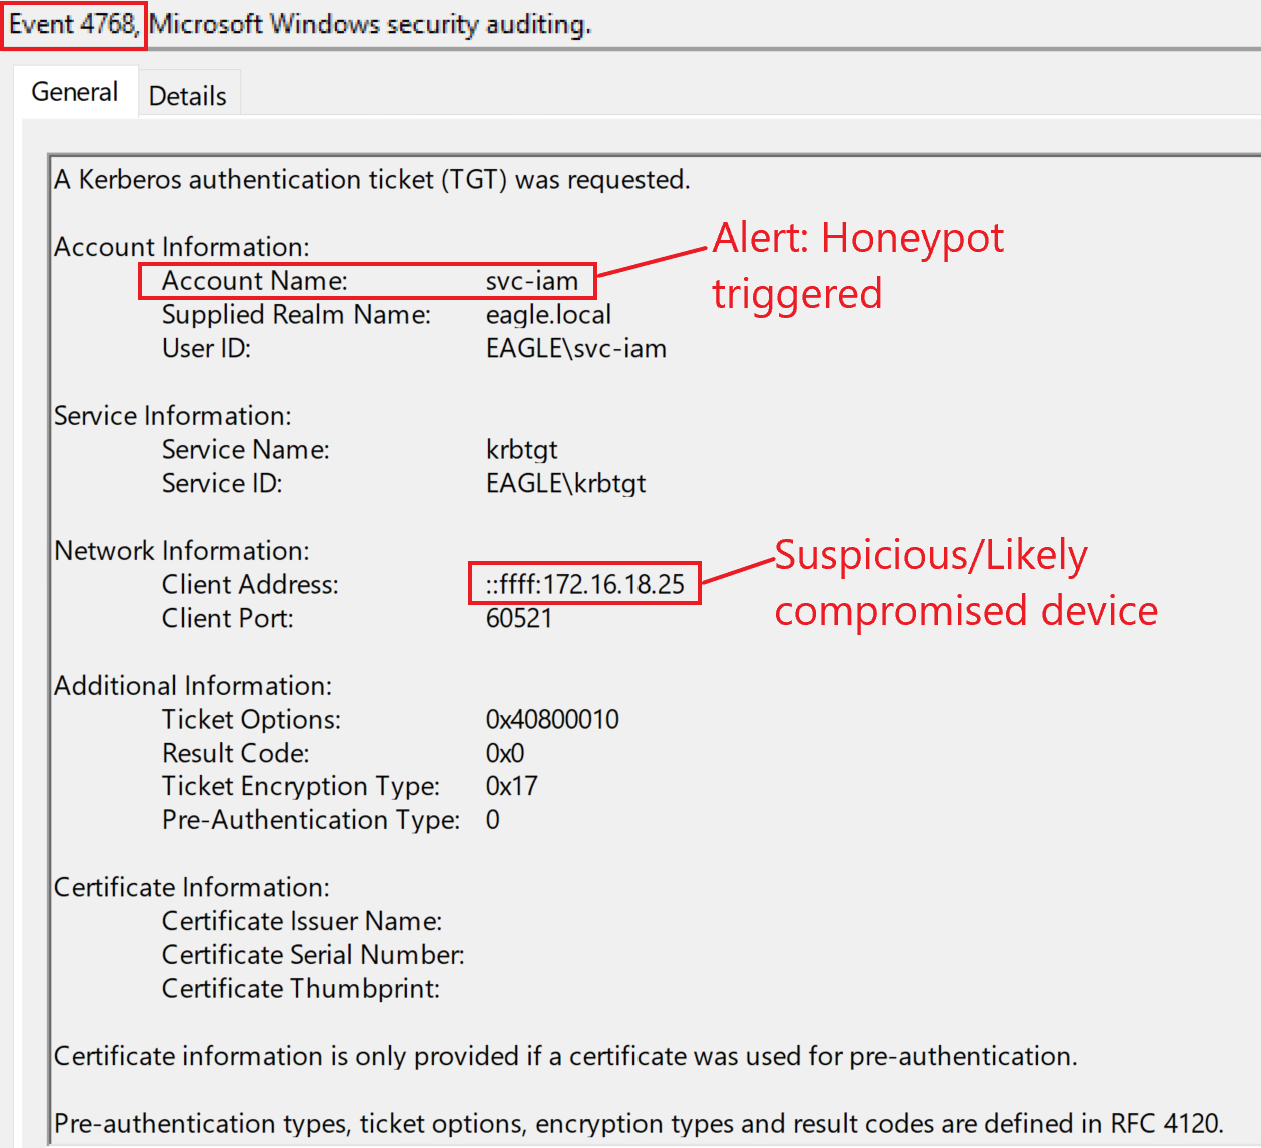 Event 4768, Microsoft Windows security auditing.
General
Details
A Kerberos authentication ticket (TGT) was requested.
Account Information:
Account Name: svc-iam
Supplied Realm Name: eagle.local
User ID: EAGLE\svc-iam
Alert: Honeypot
triggered
Service Information:
Service Name: krbtgt
Service ID: EAGLE\krbtgt
Network Information:
Client Address: ::ffff:172.16.18.25
Client Port: 60521
Suspicious/Likely
compromised device
Additional Information:
Ticket Options: 0x40800010
Result Code: 0x0
Ticket Encryption Type: 0x17
Pre-Authentication Type: 0
Certificate Information:
Certificate Issuer Name:
Certificate Serial Number:
Certificate Thumbprint:
Certificate information is only provided if a certificate was used for pre-authentication.
Pre-authentication types, ticket options, encryption types and result codes are defined in RFC 4120.